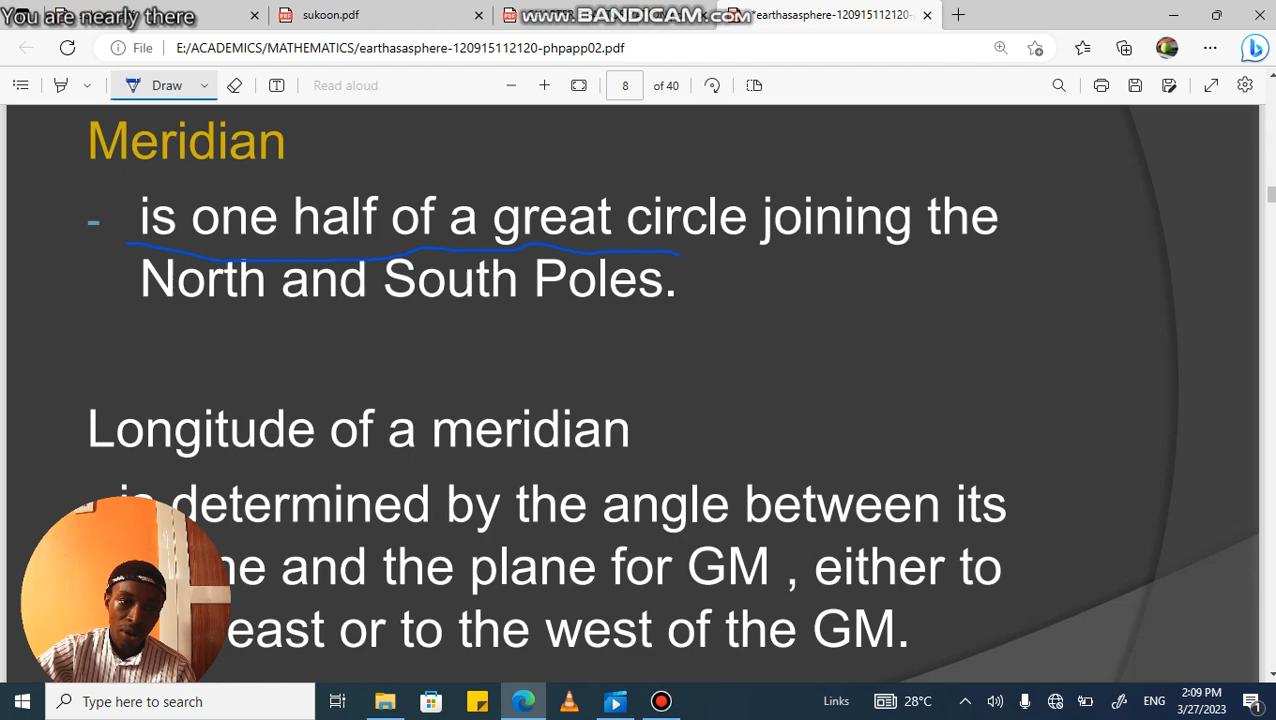 You are nearly there
sukoon.pdf
www.BANDICAM.com
earthasasphere-120915112120-
File E:/ACADEMICS/MATHEMATICS/earthasasphere-120915112120-phpapp02.pdf
Draw
Read aloud
8 of 40
Meridian
- is one half of a great circle joining the
North and South Poles.
Longitude of a meridian
determined by the angle between its
and the plane for GM , either to
east or to the west of the GM.
Type here to search
Links
28°C
ENG
2:09 PM
3/27/2023
1